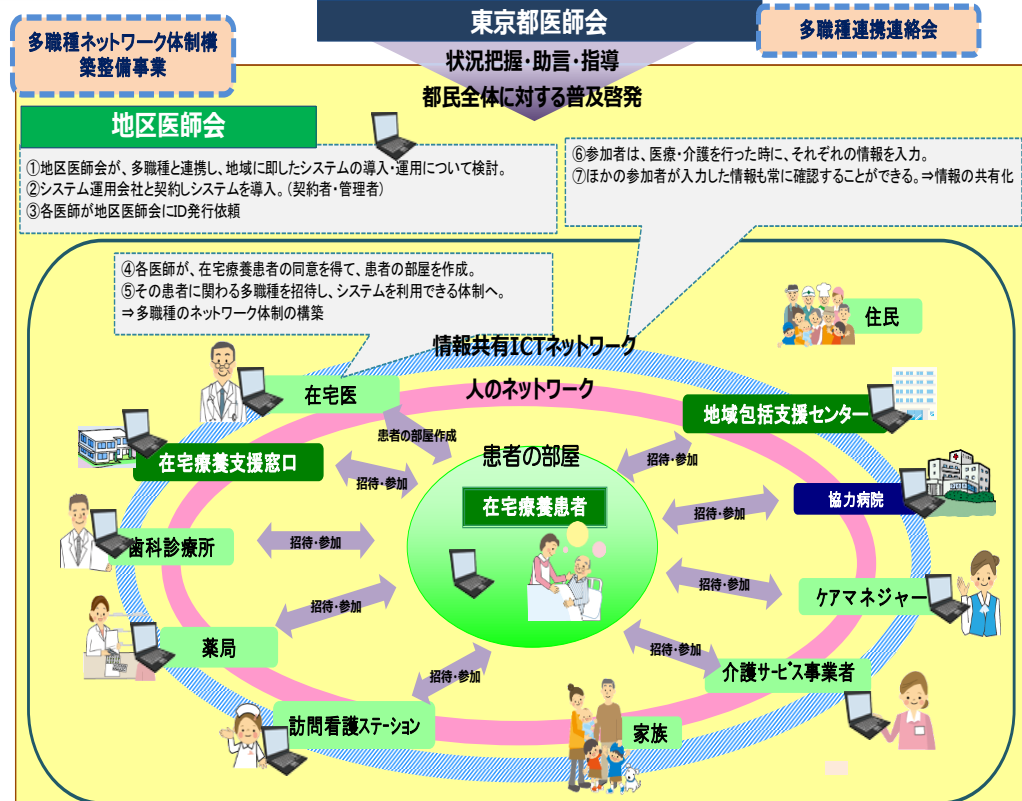 東京都医師会
多職種ネットワーク体制構
築整備事業
多職種連携連絡会
状況把握・助言・指導
都民全体に対する普及啓発
地区医師会
①地区医師会が、多職種と連携し、地域に即したシステムの導入・運用について検討。
②システム運用会社と契約しシステムを導入。（契約者・管理者）
③各医師が地区医師会にID発行依頼
⑥参加者は、医療・介護を行った時に、それぞれの情報を入力。
⑦ほかの参加者が入力した情報も常に確認することができる。⇒情報の共有化
④各医師が、在宅療養患者の同意を得て、患者の部屋を作成。
⑤その患者に関わる多職種を招待し、システムを利用できる体制へ。
⇒多職種のネットワーク体制の構築
住民
情報共有ICTネットワーク
人のネットワーク
在宅医
地域包括支援センター
患者の部屋作成
患者の部屋
在宅療養支援窓口
招待・参加
招待・参加
在宅療養患者
協力病院
招待・参加
歯科診療所
招待・参加
ケアマネジャー
招待・参加
招待・参加
薬局
招待・参加
介護サービス事業者
招待・参加
訪問看護ステーション
家族